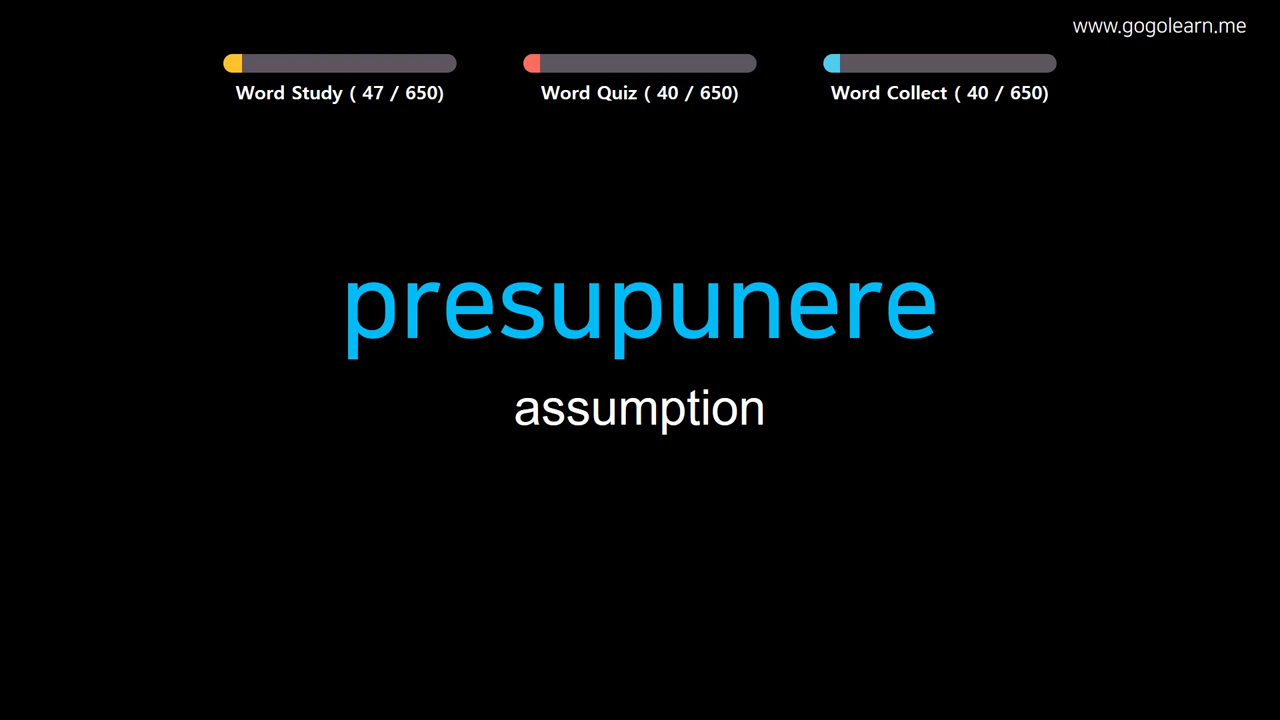 www.gogolearn.me
Word Study ( 47 / 650)
Word Quiz ( 40 / 650)
Word Collect ( 40 / 650)
presupunere
assumption